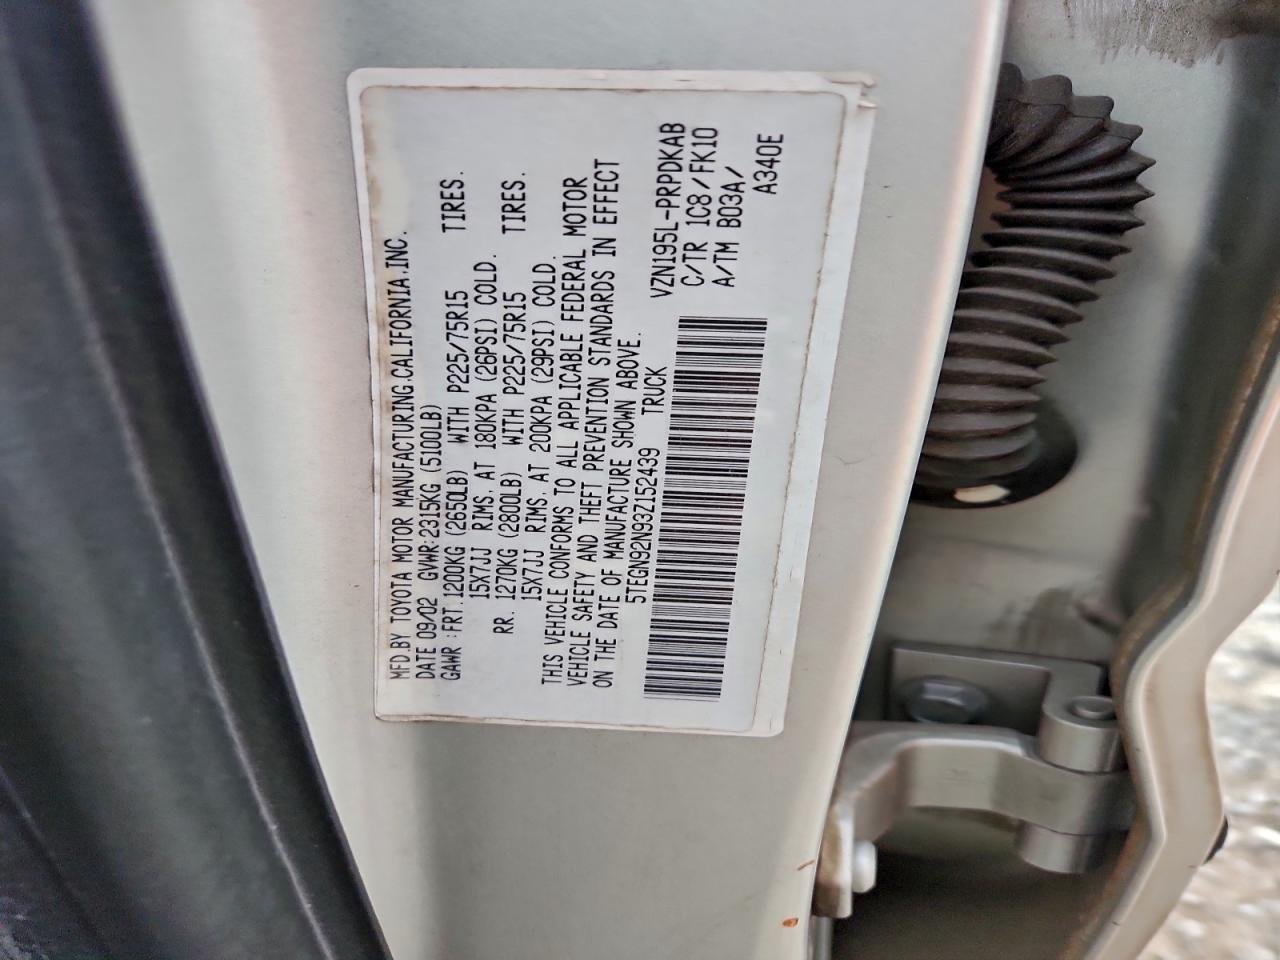 MFD.BY TOYOTA MOTOR MANUFACTURING,CALIFORNIA,INC.
DATE 09/02 GVWR:2315KG (5100LB)
GAWR :FRT.1200KG (2650LB) WITH P225/75R15 TIRES.
15X7JJ RIMS. AT 180KPA (26PSI) COLD.
RR. 1270KG (2800LB) WITH P225/75R15 TIRES.
15X7JJ RIMS. AT 200KPA (29PSI) COLD.
THIS VEHICLE CONFORMS TO ALL APPLICABLE FEDERAL MOTOR
VEHICLE SAFETY AND THEFT PREVENTION STANDARDS IN EFFECT
ON THE DATE OF MANUFACTURE SHOWN ABOVE.
5TEGN92N93Z152439 TRUCK
VZN195L-PRPDKAB
C/TR 1C8/FK10
A/TM B03A/
A340E